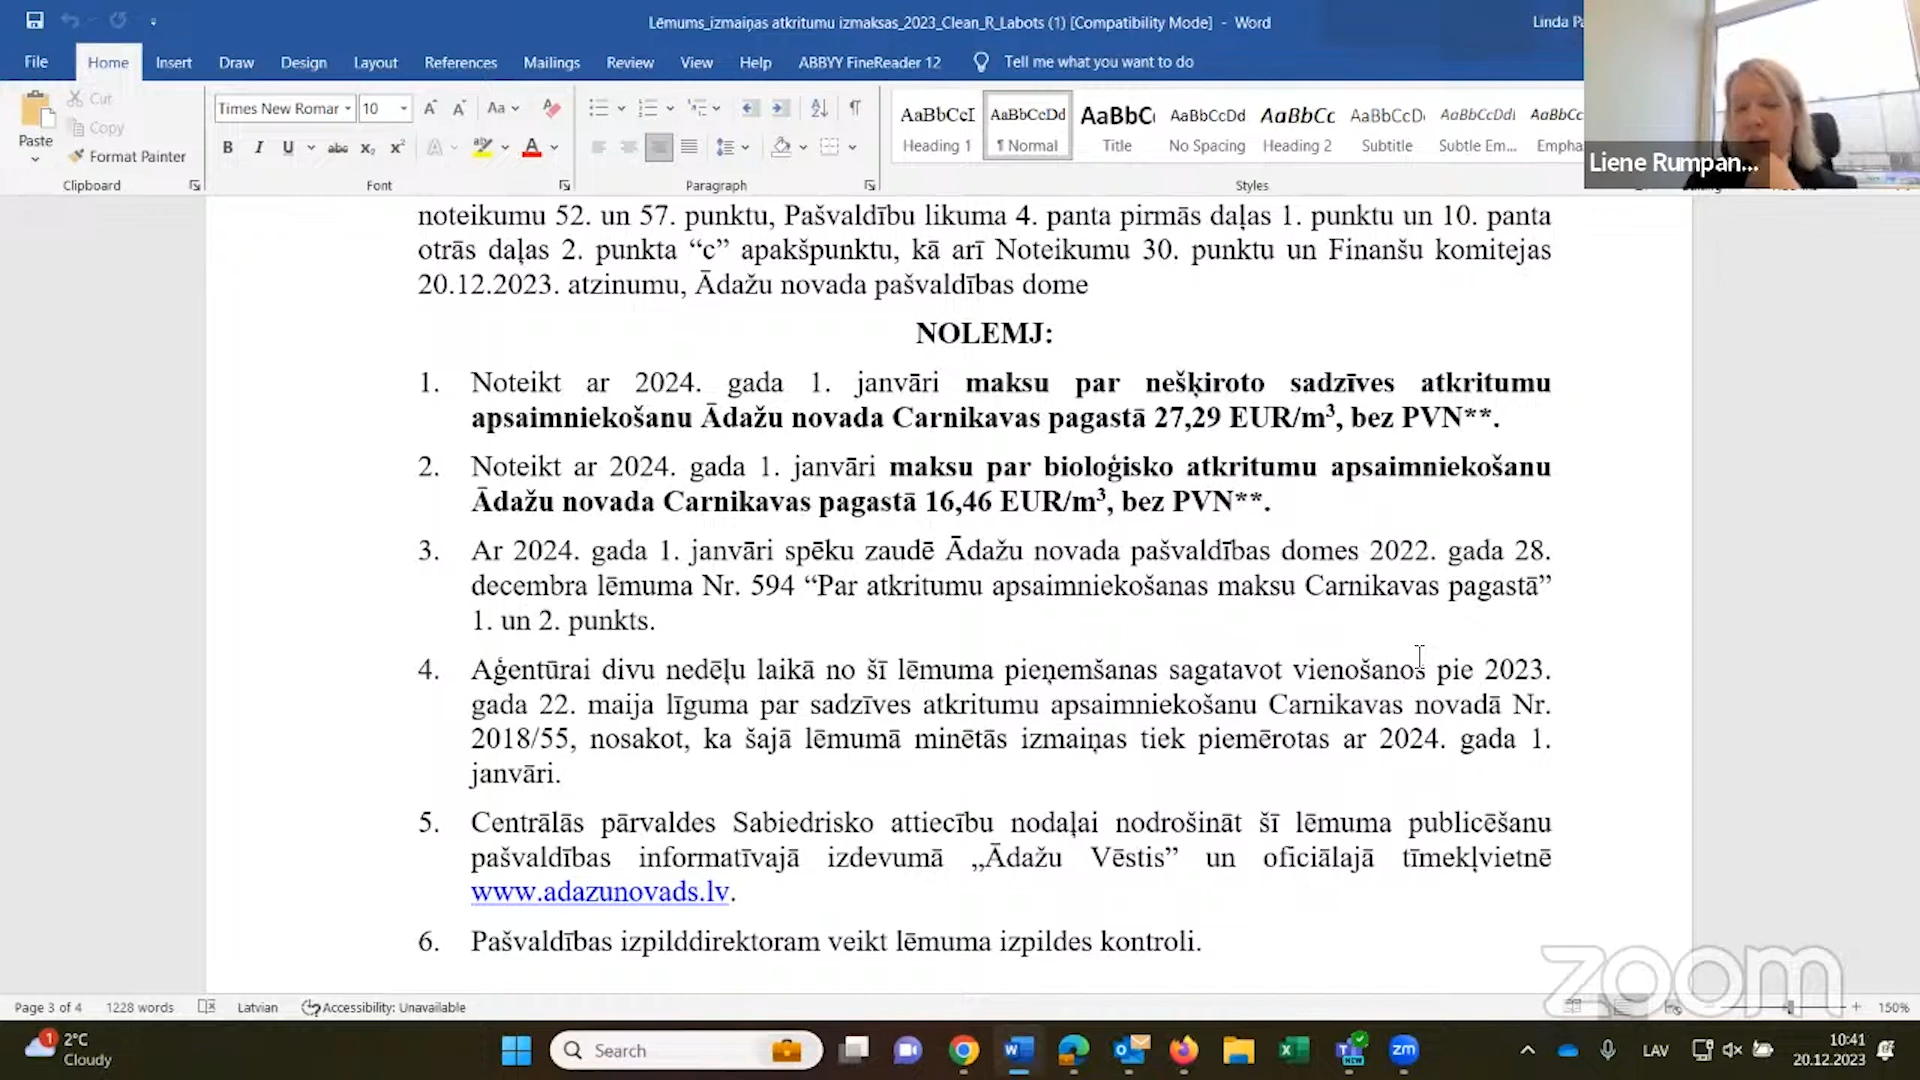 Lēmums_izmaiņas atkritumu izmaksas_2023_Clean_R_Labots (1) [Compatibility Mode] - Word
Linda Pa
File Home Insert Draw Design Layout References Mailings Review View Help ABBYY FineReader 12 Tell me what you want to do
Cut
Copy
Format Painter
Paste
Clipboard
Times New Romar 10
Font
Paragraph
AaBbCcI AaBbCcDd AaBbC AaBbCcDd AaBbCc AaBbCcD AaBbCcDdI AaBbCc
Heading 1 ¶ Normal Title No Spacing Heading 2 Subtitle Subtle Em... Empha
Styles
Liene Rumpan...
noteikumu 52. un 57. punktu, Pašvaldību likuma 4. panta pirmās daļas 1. punktu un 10. panta
otrās daļas 2. punkta “c” apakšpunktu, kā arī Noteikumu 30. punktu un Finanšu komitejas
20.12.2023. atzinumu, Ādažu novada pašvaldības dome
NOLEMJ:
1. Noteikt ar 2024. gada 1. janvāri maksu par nešķiroto sadzīves atkritumu
apsaimniekošanu Ādažu novada Carnikavas pagastā 27,29 EUR/m³, bez PVN**.
2. Noteikt ar 2024. gada 1. janvāri maksu par bioloģisko atkritumu apsaimniekošanu
Ādažu novada Carnikavas pagastā 16,46 EUR/m³, bez PVN**.
3. Ar 2024. gada 1. janvāri spēku zaudē Ādažu novada pašvaldības domes 2022. gada 28.
decembra lēmuma Nr. 594 “Par atkritumu apsaimniekošanas maksu Carnikavas pagastā”
1. un 2. punkts.
4. Aģentūrai divu nedēļu laikā no šī lēmuma pieņemšanas sagatavot vienošanos pie 2023.
gada 22. maija līguma par sadzīves atkritumu apsaimniekošanu Carnikavas novadā Nr.
2018/55, nosakot, ka šajā lēmumā minētās izmaiņas tiek piemērotas ar 2024. gada 1.
janvāri.
5. Centrālās pārvaldes Sabiedrisko attiecību nodaļai nodrošināt šī lēmuma publicēšanu
pašvaldības informatīvajā izdevumā „Ādažu Vēstis” un oficiālajā tīmekļvietnē
www.adazunovads.lv.
6. Pašvaldības izpilddirektoram veikt lēmuma izpildes kontroli.
zoom
Page 3 of 4 1228 words Latvian Accessibility: Unavailable 150%
1 2°C
Cloudy
Search
LAV
10:41
20.12.2023